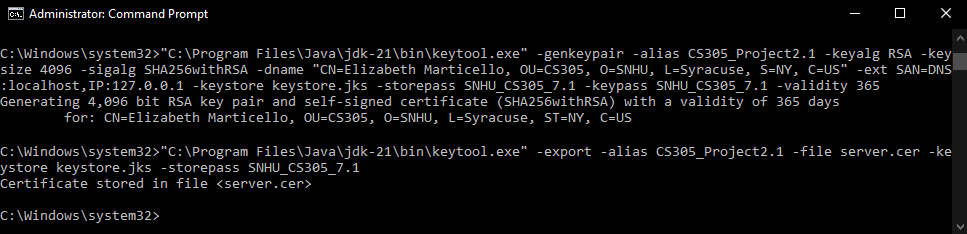 Administrator: Command Prompt
C:\Windows\system32>"C:\Program Files\Java\jdk-21\bin\keytool.exe" -genkeypair -alias CS305_Project2.1 -keyalg RSA -key
size 4096 -sigalg SHA256withRSA -dname "CN=Elizabeth Marticello, OU=CS305, O=SNHU, L=Syracuse, S=NY, C=US" -ext SAN=DNS
:localhost,IP:127.0.0.1 -keystore keystore.jks -storepass SNHU_CS305_7.1 -keypass SNHU_CS305_7.1 -validity 365
Generating 4,096 bit RSA key pair and self-signed certificate (SHA256withRSA) with a validity of 365 days
for: CN=Elizabeth Marticello, OU=CS305, O=SNHU, L=Syracuse, ST=NY, C=US
C:\Windows\system32>"C:\Program Files\Java\jdk-21\bin\keytool.exe" -export -alias CS305_Project2.1 -file server.cer -ke
ystore keystore.jks -storepass SNHU_CS305_7.1
Certificate stored in file <server.cer>
C:\Windows\system32>